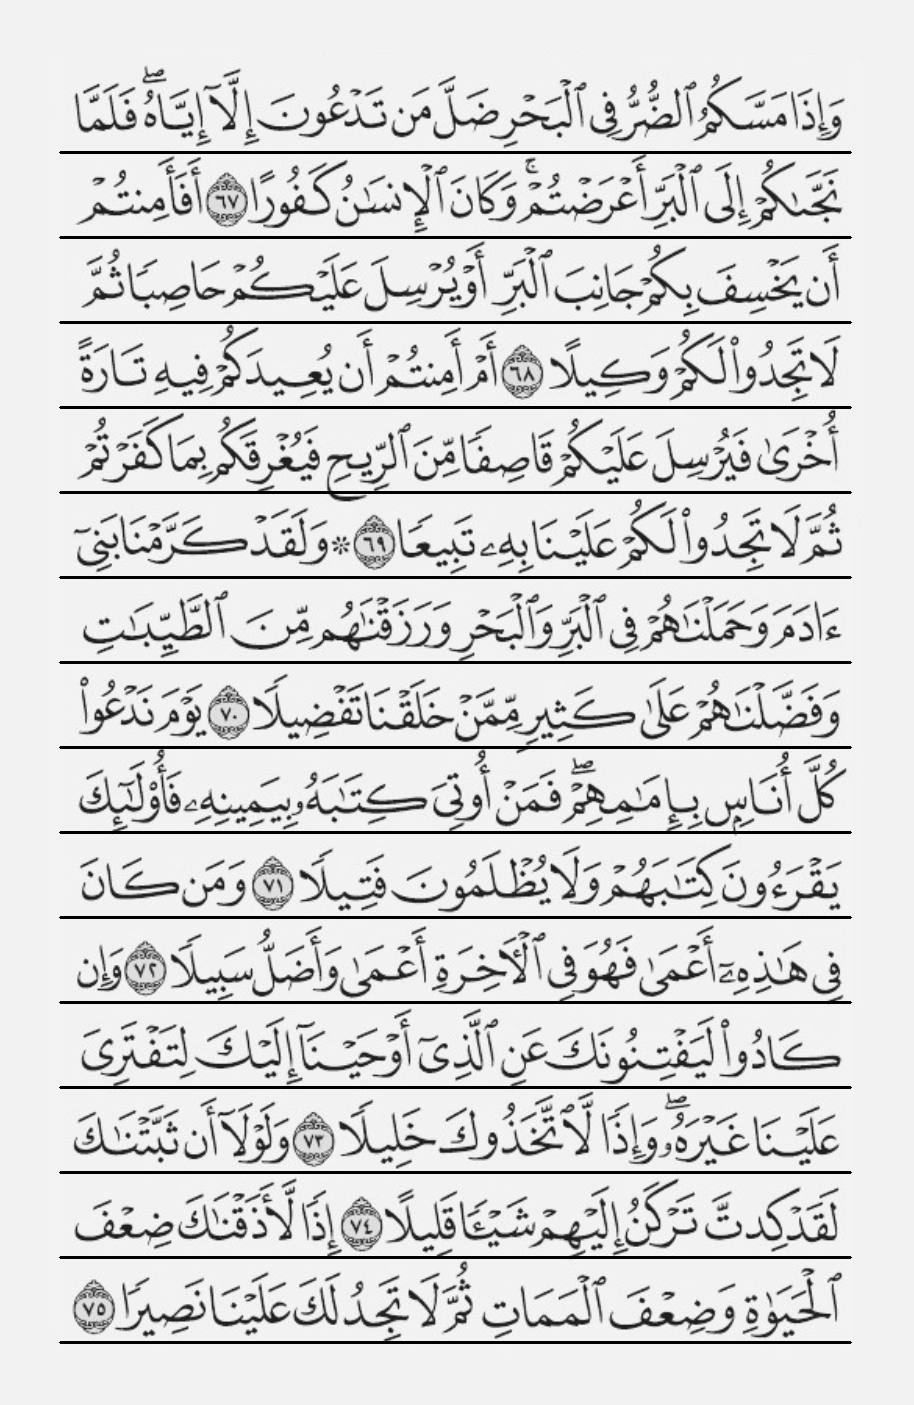 وَإِذَا مَسَّكُمُ ٱلضُّرُّ فِي ٱلۡبَحۡرِ ضَلَّ مَن تَدۡعُونَ إِلَّآ إِيَّاهُۖ فَلَمَّا
نَجَّىٰكُمۡ إِلَى ٱلۡبَرِّ أَعۡرَضۡتُمۡۚ وَكَانَ ٱلۡإِنسَٰنُ كَفُورًا ٦٧ أَفَأَمِنتُمۡ
أَن يَخۡسِفَ بِكُمۡ جَانِبَ ٱلۡبَرِّ أَوۡ يُرۡسِلَ عَلَيۡكُمۡ حَاصِبٗا ثُمَّ
لَا تَجِدُواْ لَكُمۡ وَكِيلًا ٦٨ أَمۡ أَمِنتُمۡ أَن يُعِيدَكُمۡ فِيهِ تَارَةً
أُخۡرَىٰ فَيُرۡسِلَ عَلَيۡكُمۡ قَاصِفٗا مِّنَ ٱلرِّيحِ فَيُغۡرِقَكُم بِمَا كَفَرۡتُمۡ
ثُمَّ لَا تَجِدُواْ لَكُمۡ عَلَيۡنَا بِهِۦ تَبِيعٗا ٦٩ ۞ وَلَقَدۡ كَرَّمۡنَا بَنِيٓ
ءَادَمَ وَحَمَلۡنَٰهُمۡ فِي ٱلۡبَرِّ وَٱلۡبَحۡرِ وَرَزَقۡنَٰهُم مِّنَ ٱلطَّيِّبَٰتِ
وَفَضَّلۡنَٰهُمۡ عَلَىٰ كَثِيرٖ مِّمَّنۡ خَلَقۡنَا تَفۡضِيلٗا ٧٠ يَوۡمَ نَدۡعُواْ
كُلَّ أُنَاسِۭ بِإِمَٰمِهِمۡۖ فَمَنۡ أُوتِيَ كِتَٰبَهُۥ بِيَمِينِهِۦ فَأُوْلَٰٓئِكَ
يَقۡرَءُونَ كِتَٰبَهُمۡ وَلَا يُظۡلَمُونَ فَتِيلٗا ٧١ وَمَن كَانَ
فِي هَٰذِهِۦٓ أَعۡمَىٰ فَهُوَ فِي ٱلۡأٓخِرَةِ أَعۡمَىٰ وَأَضَلُّ سَبِيلٗا ٧٢ وَإِن
كَادُواْ لَيَفۡتِنُونَكَ عَنِ ٱلَّذِيٓ أَوۡحَيۡنَآ إِلَيۡكَ لِتَفۡتَرِيَ
عَلَيۡنَا غَيۡرَهُۥۖ وَإِذٗا لَّٱتَّخَذُوكَ خَلِيلٗا ٧٣ وَلَوۡلَآ أَن ثَبَّتۡنَٰكَ
لَقَدۡ كِدتَّ تَرۡكَنُ إِلَيۡهِمۡ شَيۡـٔٗا قَلِيلًا ٧٤ إِذٗا لَّأَذَقۡنَٰكَ ضِعۡفَ
ٱلۡحَيَوٰةِ وَضِعۡفَ ٱلۡمَمَاتِ ثُمَّ لَا تَجِدُ لَكَ عَلَيۡنَا نَصِيرٗا ٧٥